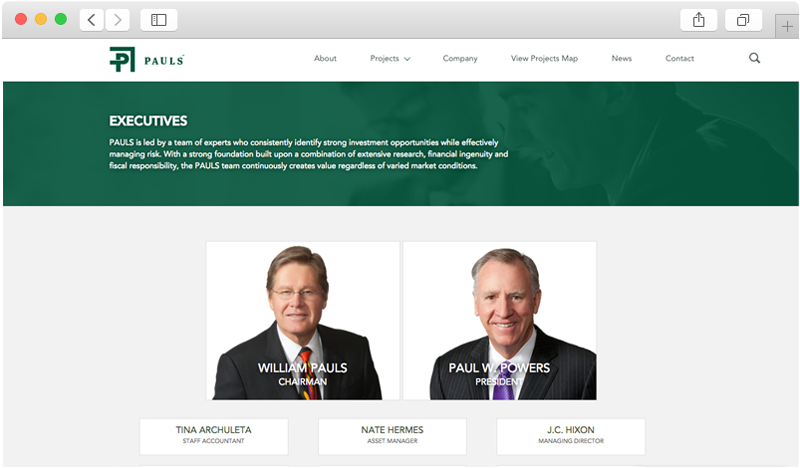 PAULS
About
Projects
Company
View Projects Map
News
Contact
EXECUTIVES
PAULS is led by a team of experts who consistently identify strong investment opportunities while effectively
managing risk. With a strong foundation built upon a combination of extensive research, financial ingenuity and
fiscal responsibility, the PAULS team continuously creates value regardless of varied market conditions.
WILLIAM PAULS
CHAIRMAN
PAUL W. POWERS
PRESIDENT
TINA ARCHULETA
STAFF ACCOUNTANT
NATE HERMES
ASSET MANAGER
J.C. HIXON
MANAGING DIRECTOR